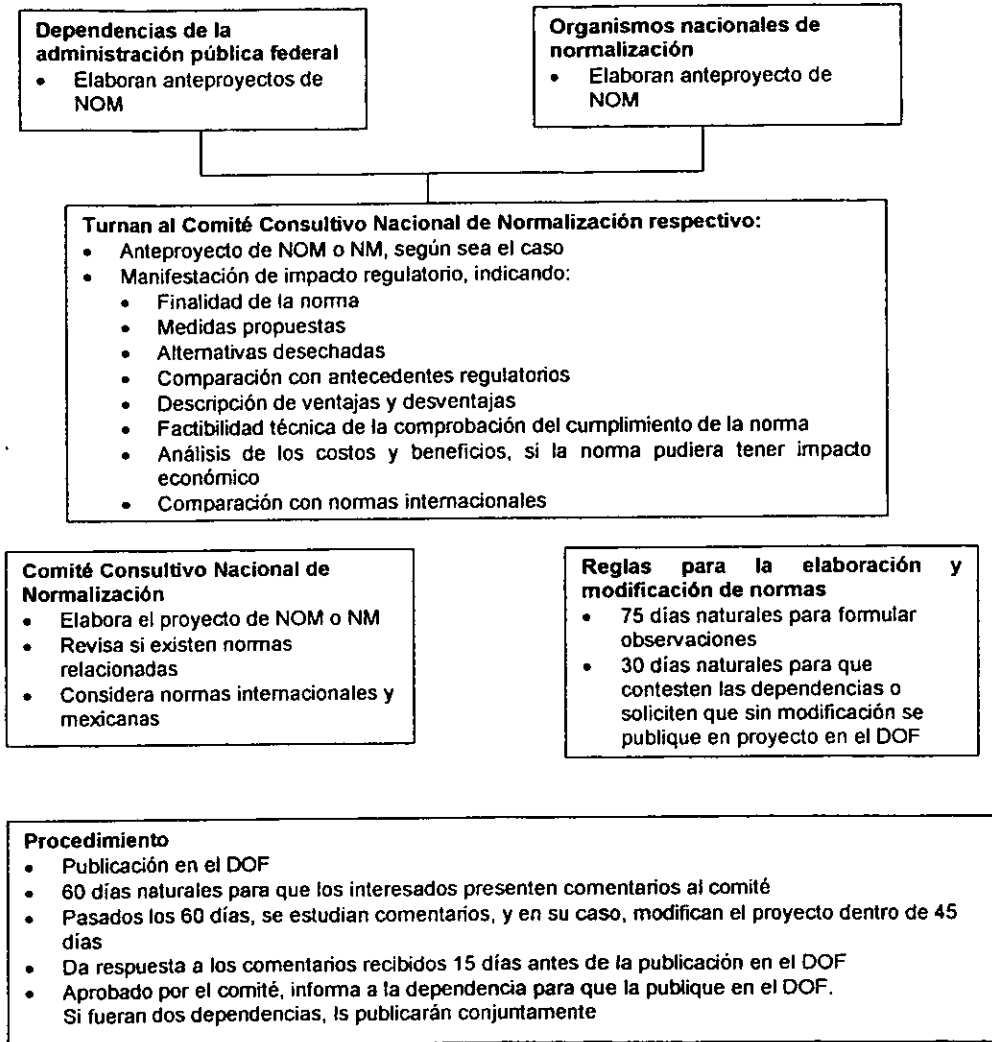 Dependencias de la
administración pública federal
• Elaboran anteproyectos de
NOM
Organismos nacionales de
normalización
• Elaboran anteproyecto de
NOM
Turnan al Comité Consultivo Nacional de Normalización respectivo:
• Anteproyecto de NOM o NM, según sea el caso
• Manifestación de impacto regulatorio, indicando:
• Finalidad de la norma
• Medidas propuestas
• Alternativas desechadas
• Comparación con antecedentes regulatorios
• Descripción de ventajas y desventajas
• Factibilidad técnica de la comprobación del cumplimiento de la norma
• Análisis de los costos y beneficios, si la norma pudiera tener impacto
económico
• Comparación con normas internacionales
Comité Consultivo Nacional de
Normalización
• Elabora el proyecto de NOM o NM
• Revisa si existen normas
relacionadas
• Considera normas internacionales y
mexicanas
Reglas para la elaboración y
modificación de normas
• 75 días naturales para formular
observaciones
• 30 días naturales para que
contesten las dependencias o
soliciten que sin modificación se
publique en proyecto en el DOF
Procedimiento
• Publicación en el DOF
• 60 días naturales para que los interesados presenten comentarios al comité
• Pasados los 60 días, se estudian comentarios, y en su caso, modifican el proyecto dentro de 45
días
• Da respuesta a los comentarios recibidos 15 días antes de la publicación en el DOF
• Aprobado por el comité, informa a la dependencia para que la publique en el DOF.
Si fueran dos dependencias, ls publicarán conjuntamente